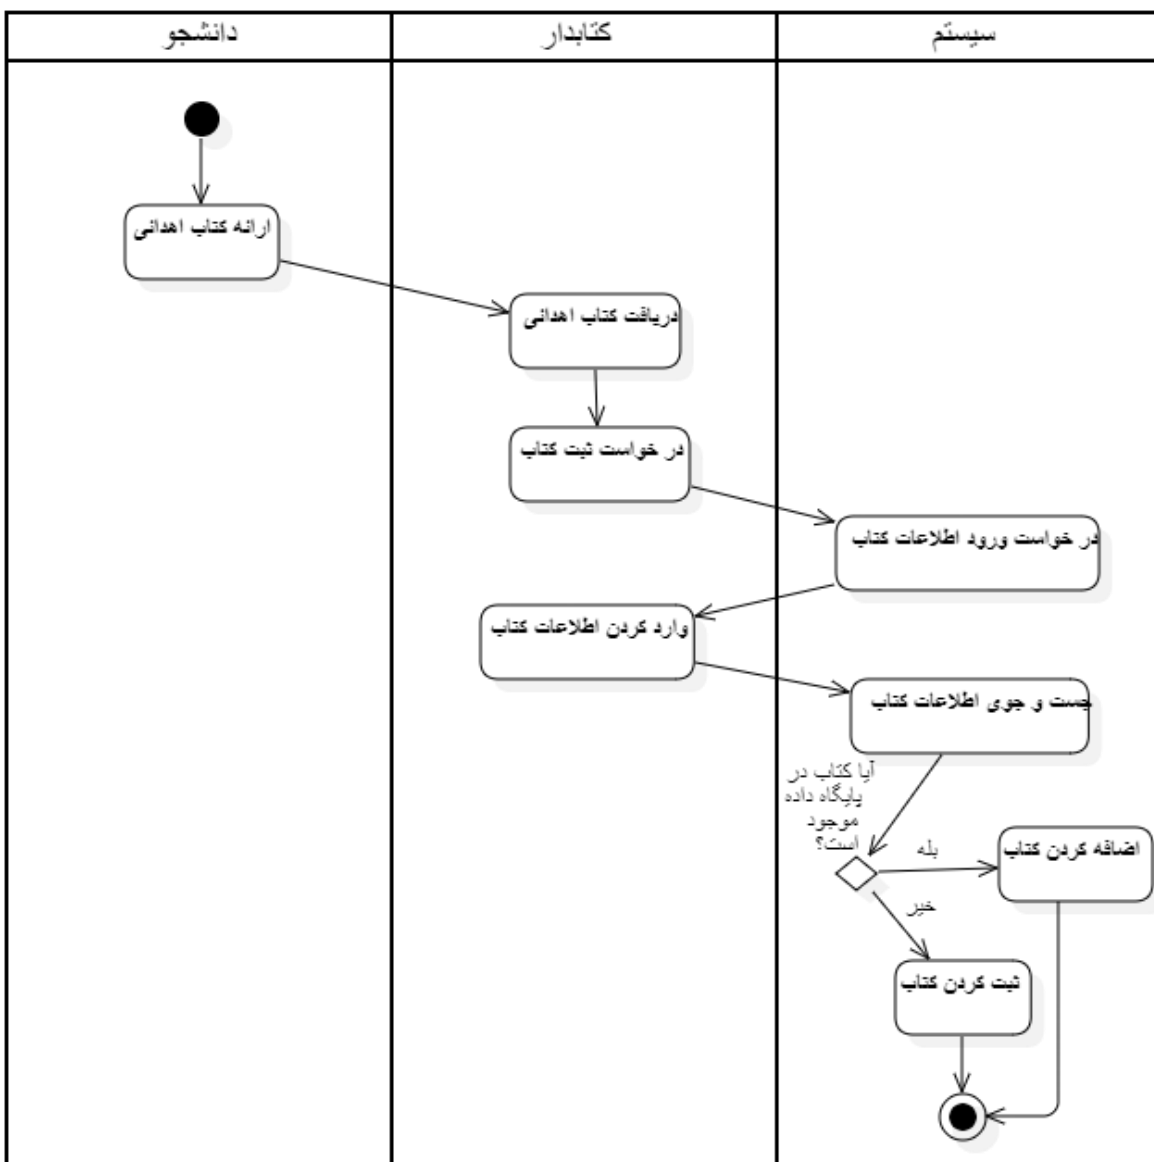 دانشجو
کتابدار
سیستم
ارائه کتاب اهدائی
دریافت کتاب اهدائی
در خواست ثبت کتاب
در خواست ورود اطلاعات کتاب
وارد کردن اطلاعات کتاب
جست و جوی اطلاعات کتاب
آیا کتاب در
پایگاه داده
موجود
است؟
بله
اضافه کردن کتاب
خیر
ثبت کردن کتاب